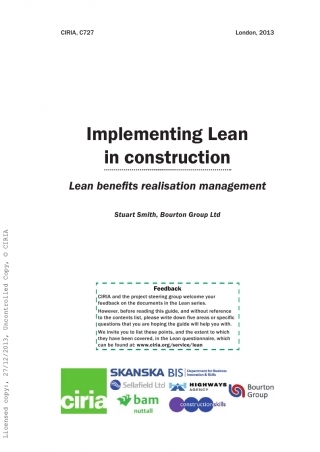 CIRIA, C727 London, 2013
Implementing Lean
in construction
Lean benefits realisation management
Stuart Smith, Bourton Group Ltd
Feedback
CIRIA and the project steering group welcome your
feedback on the documents in the Lean series.
However, before reading this guide, and without reference
to the contents list, please write down five areas or specific
questions that you are hoping the guide will help you with.
We invite you to list these points, and the extent to which
they have been covered, in the Lean questionnaire, which
can be found at: www.ciria.org/service/lean
SKANSKA BIS Department for Business
Innovation & Skills
Sellafield Ltd
HIGHWAYS
AGENCY
Bourton
Group
ciria
bam
nuttall
constructionskills
Licensed copy, 27/12/2013, Uncontrolled Copy, © CIRIA